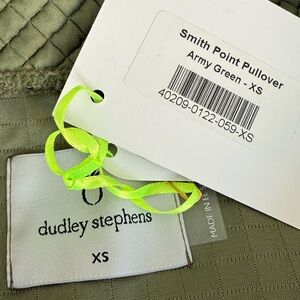 Smith Point Pullover
Army Green - XS
40209-0122-059-XS
dudley stephens
XS
MADE IN